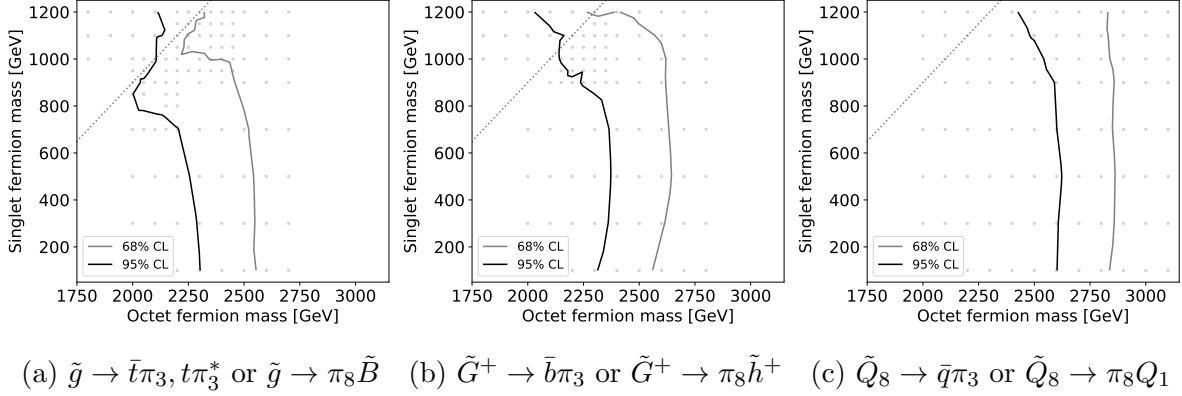 1200
1000
800
600
400
200
Singlet fermion mass [GeV]
68% CL
95% CL
1750 2000 2250 2500 2750 3000
Octet fermion mass [GeV]
1200
1000
800
600
400
200
Singlet fermion mass [GeV]
68% CL
95% CL
1750 2000 2250 2500 2750 3000
Octet fermion mass [GeV]
1200
1000
800
600
400
200
Singlet fermion mass [GeV]
68% CL
95% CL
1750 2000 2250 2500 2750 3000
Octet fermion mass [GeV]
(a) g̃ → t̄π₃, tπ₃* or g̃ → π₈B̃
(b) G̃⁺ → b̄π₃ or G̃⁺ → π₈h̃⁺
(c) Q̃₈ → q̄π₃ or Q̃₈ → π₈Q₁